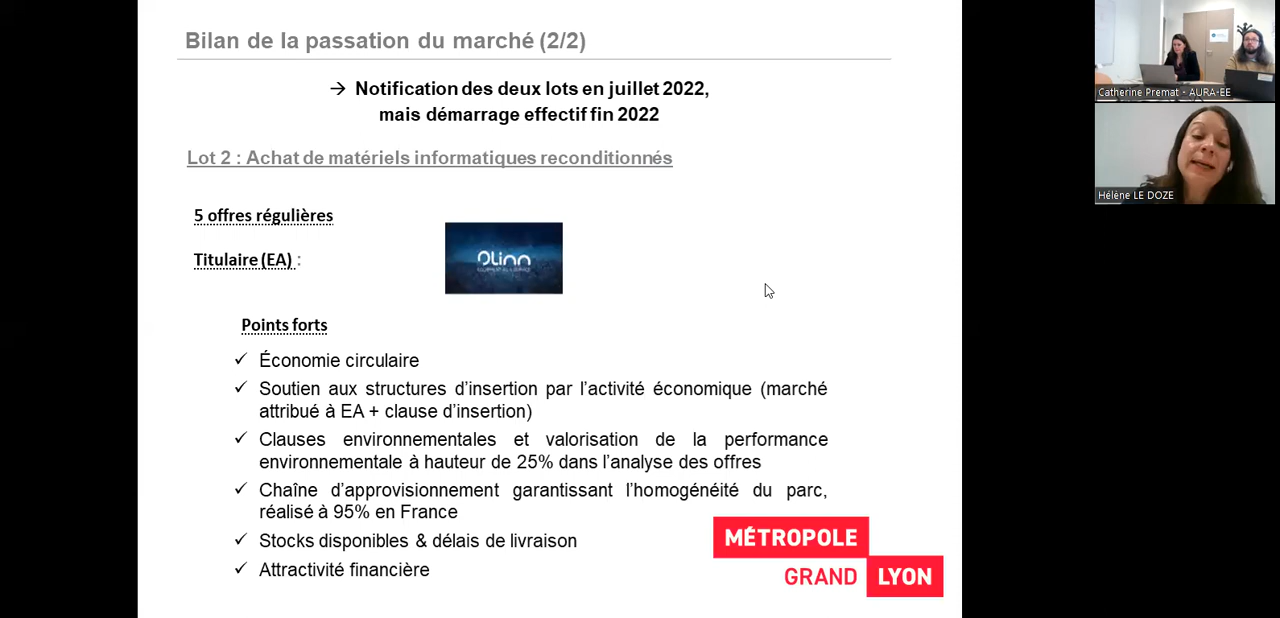 Bilan de la passation du marché (2/2)
→ Notification des deux lots en juillet 2022,
mais démarrage effectif fin 2022
Lot 2 : Achat de matériels informatiques reconditionnés
5 offres régulières
Titulaire (EA) :
Olinn
Points forts
✓ Économie circulaire
✓ Soutien aux structures d’insertion par l’activité économique (marché
attribué à EA + clause d’insertion)
✓ Clauses environnementales et valorisation de la performance
environnementale à hauteur de 25% dans l’analyse des offres
✓ Chaîne d’approvisionnement garantissant l’homogénéité du parc,
réalisé à 95% en France
✓ Stocks disponibles & délais de livraison
✓ Attractivité financière
MÉTROPOLE
GRAND LYON
Catherine Premat - AURA-EE
Hélène LE DOZE